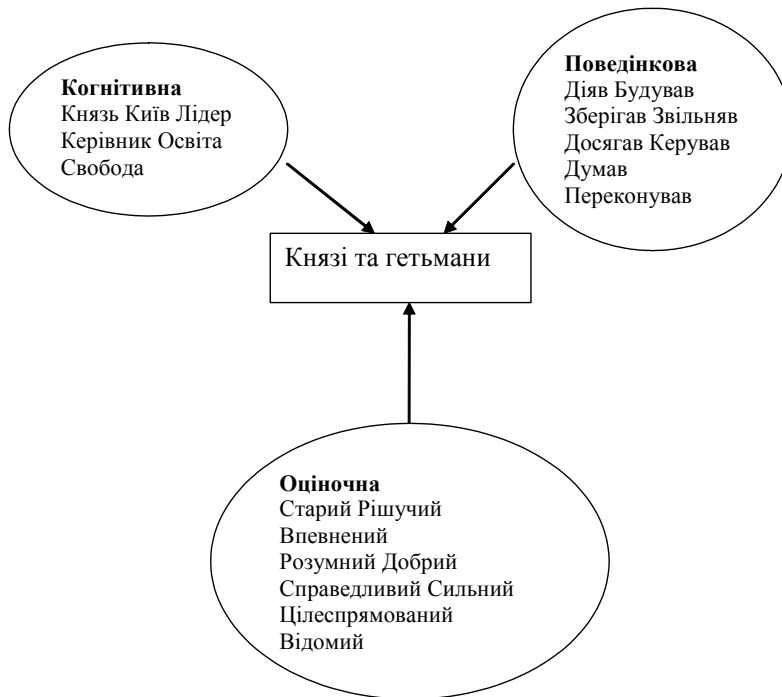 Когнітивна
Князь Київ Лідер
Керівник Освіта
Свобода
Поведінкова
Діяв Будував
Зберігав Звільняв
Досягав Керував
Думав
Переконував
Князі та гетьмани
Оціночна
Старий Рішучий
Впевнений
Розумний Добрий
Справедливий Сильний
Цілеспрямований
Відомий